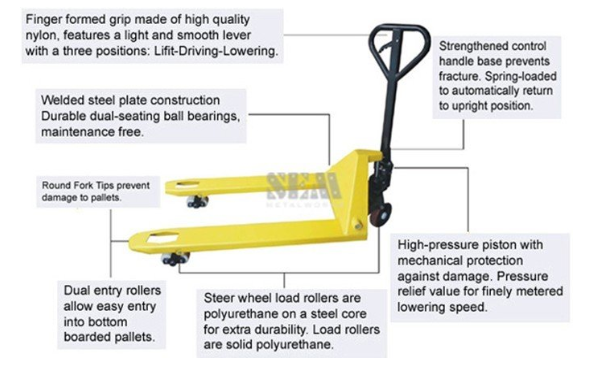 Finger formed grip made of high quality
nylon, features a light and smooth lever
with a three positions: Lifit-Driving-Lowering.
Strengthened control
handle base prevents
fracture. Spring-loaded
to automatically return
to upright position.
Welded steel plate construction
Durable dual-seating ball bearings,
maintenance free.
Round Fork Tips prevent
damage to pallets.
SEAI
METALWORKS
High-pressure piston with
mechanical protection
against damage. Pressure
relief value for finely metered
lowering speed.
Dual entry rollers
allow easy entry
into bottom
boarded pallets.
Steer wheel load rollers are
polyurethane on a steel core
for extra durability. Load rollers
are solid polyurethane.